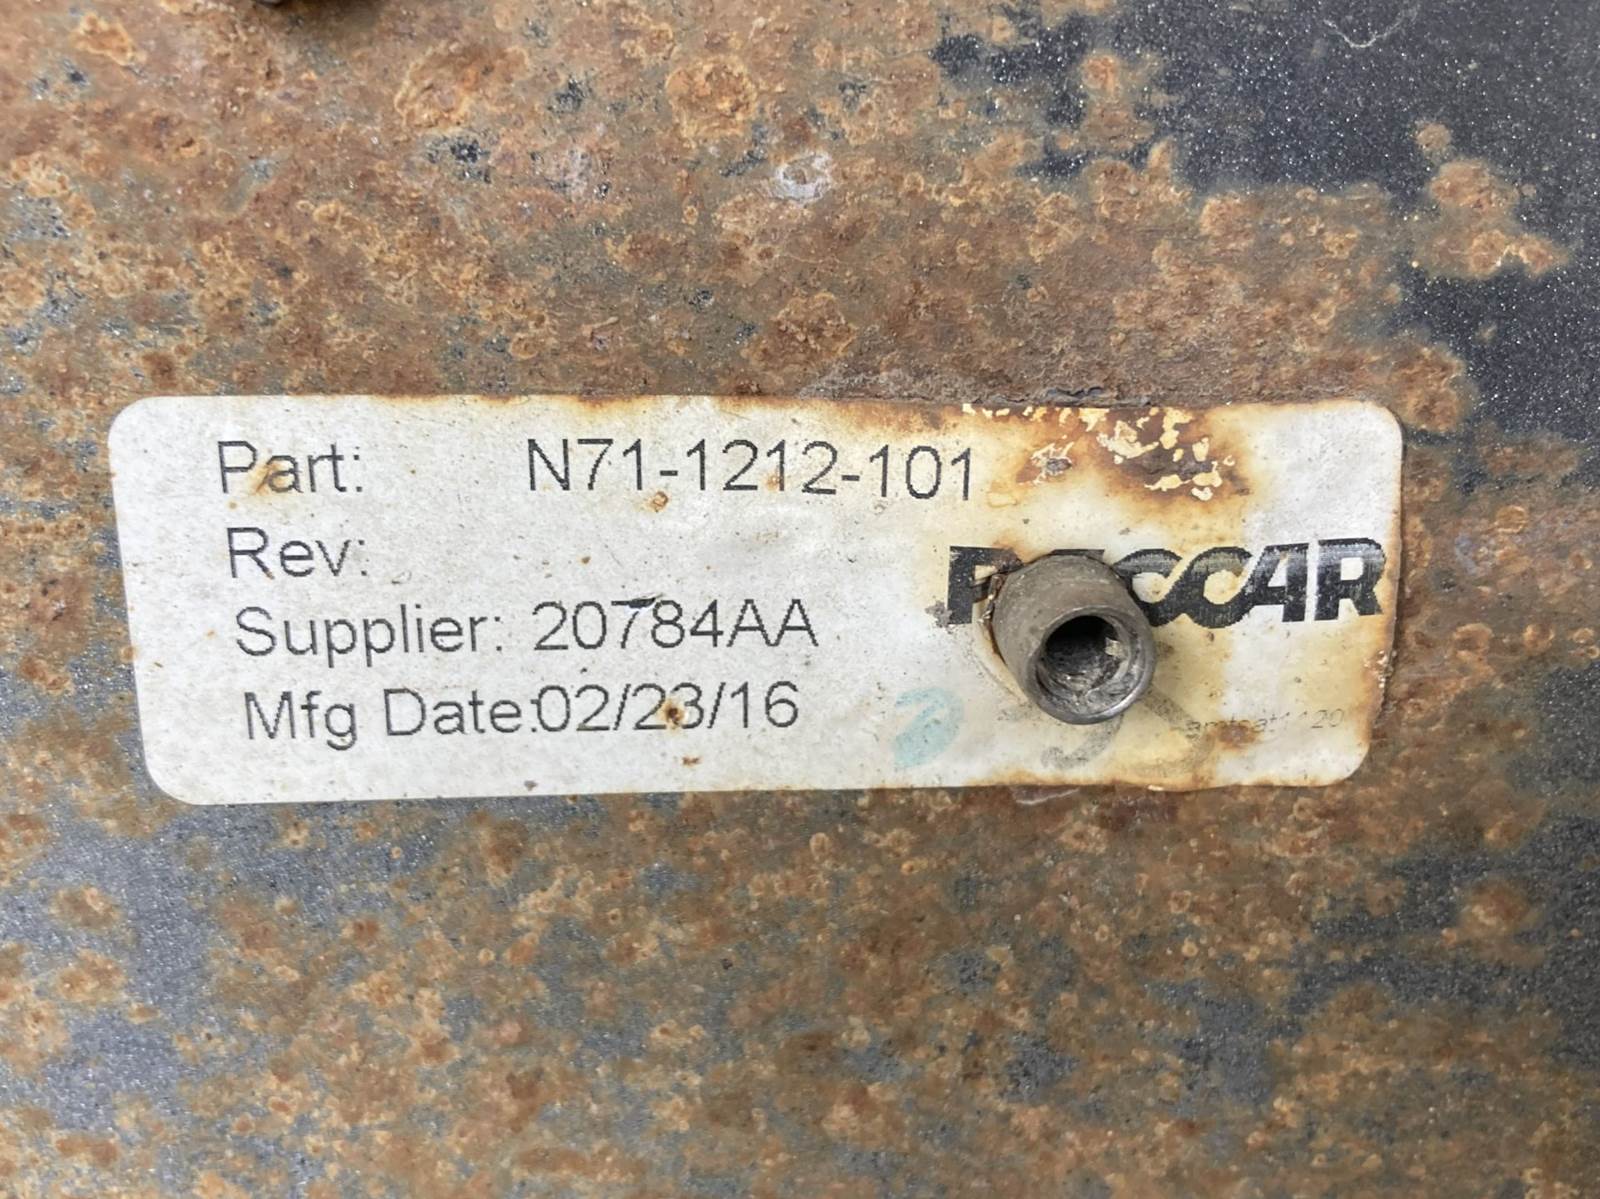 Part: N71-1212-101
Rev:
PACCAR
Supplier: 20784AA
Mfg Date:02/23/16